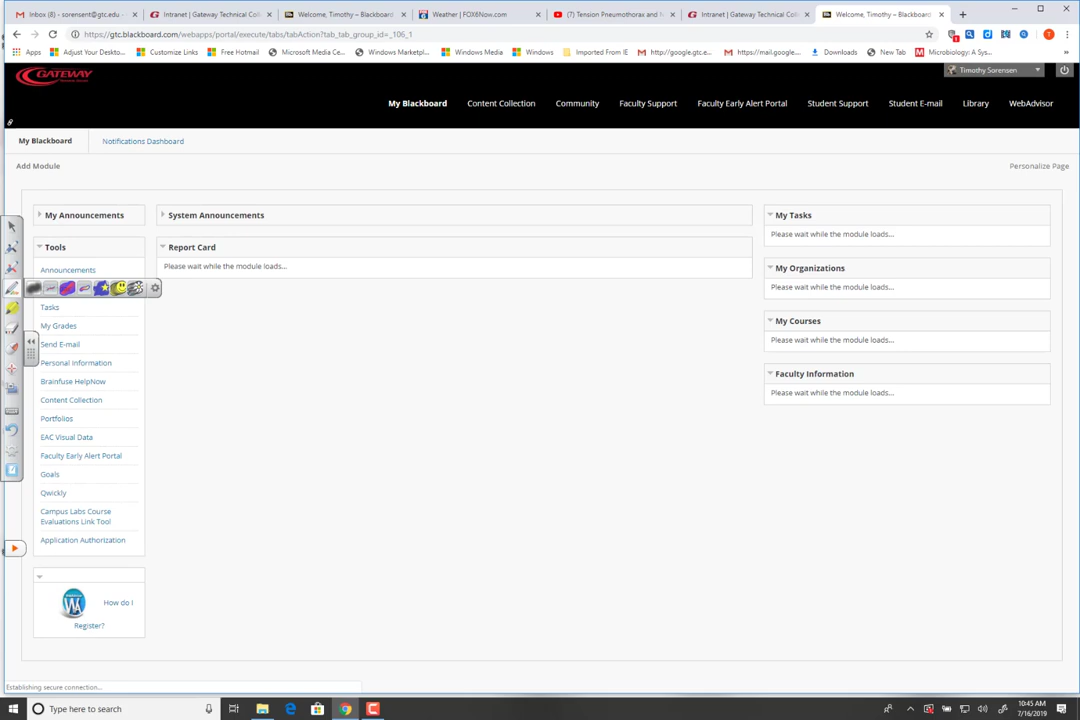 Inbox (8) - sorensent@gtc.edu -
Intranet | Gateway Technical Coll
Welcome, Timothy – Blackboard
Weather | FOX6Now.com
(7) Tension Pneumothorax and
Intranet | Gateway Technical Coll
Welcome, Timothy – Blackboard
https://gtc.blackboard.com/webapps/portal/execute/tabs/tabAction?tab_tab_group_id=_106_1
Apps
Adjust Your Deskto...
Customize Links
Free Hotmail
Microsoft Media Ce...
Windows Marketpl...
Windows Media
Windows
Imported From IE
http://google.gtc.e...
https://mail.google...
Downloads
New Tab
Microbiology: A Sys...
GATEWAY
Timothy Sorensen
My Blackboard
Content Collection
Community
Faculty Support
Faculty Early Alert Portal
Student Support
Student E-mail
Library
WebAdvisor
My Blackboard
Notifications Dashboard
Add Module
Personalize Page
My Announcements
Tools
Announcements
Tasks
My Grades
Send E-mail
Personal Information
Brainfuse HelpNow
Content Collection
Portfolios
EAC Visual Data
Faculty Early Alert Portal
Goals
Qwickly
Campus Labs Course
Evaluations Link Tool
Application Authorization
How do I
Register?
System Announcements
Report Card
Please wait while the module loads...
My Tasks
Please wait while the module loads...
My Organizations
Please wait while the module loads...
My Courses
Please wait while the module loads...
Faculty Information
Please wait while the module loads...
Establishing secure connection...
Type here to search
10:45 AM
7/16/2019